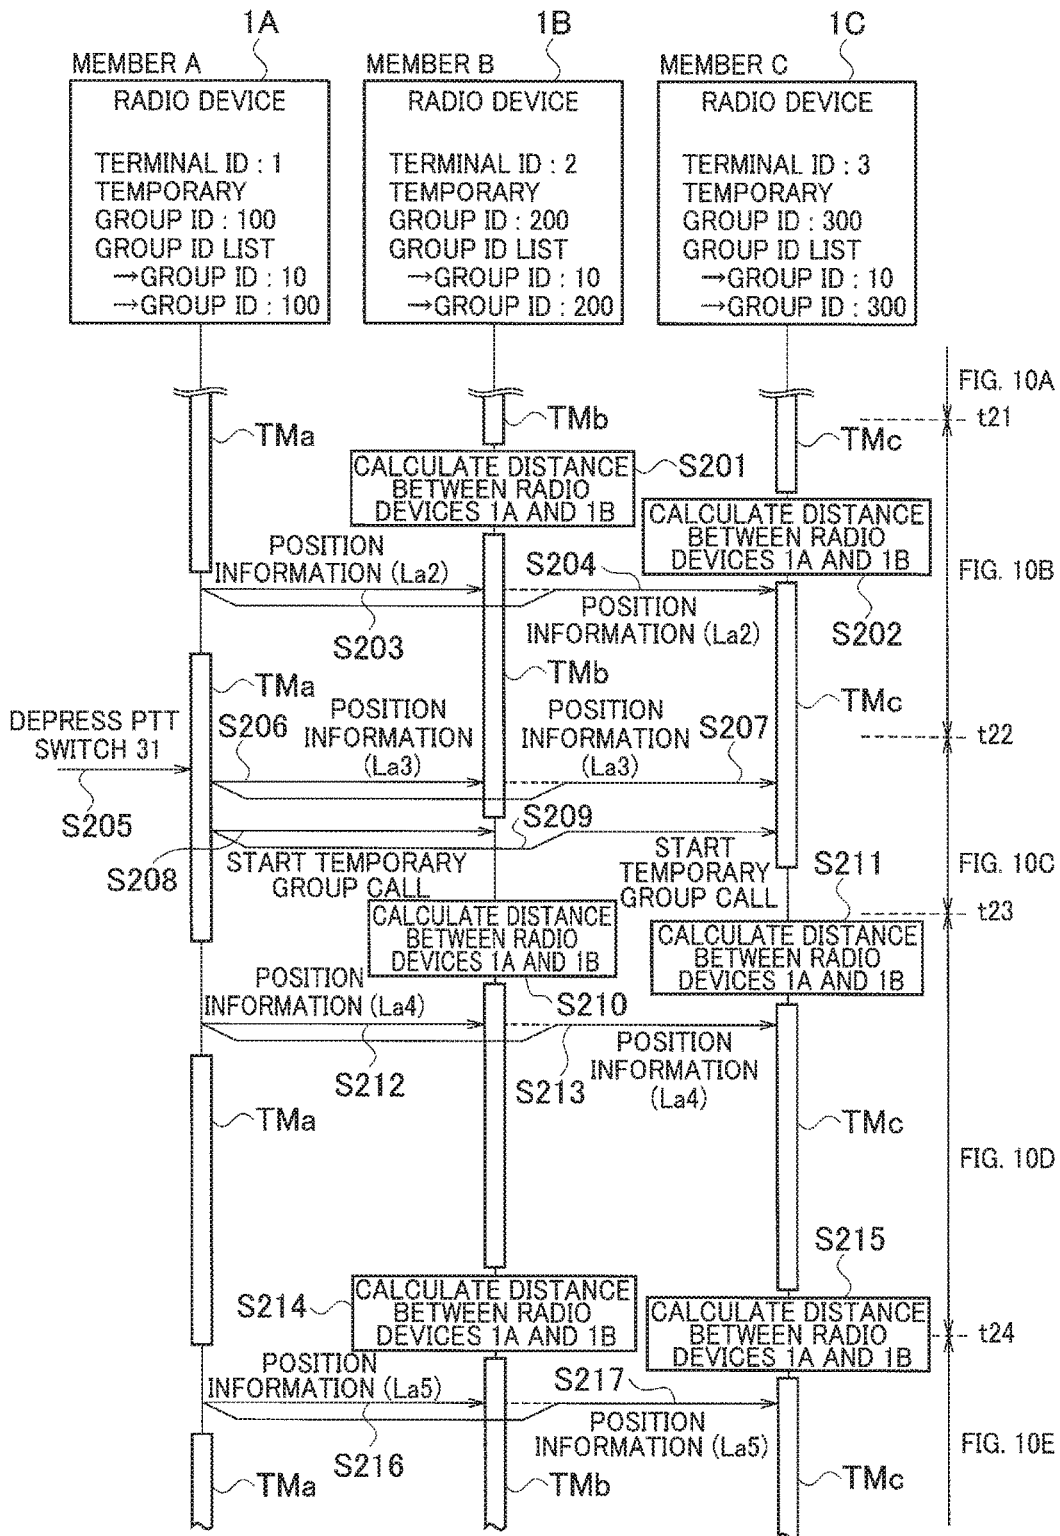 1A
1B
1C
MEMBER A
MEMBER B
MEMBER C
RADIO DEVICE
TERMINAL ID : 1
TEMPORARY
GROUP ID : 100
GROUP ID LIST
→GROUP ID : 10
→GROUP ID : 100
RADIO DEVICE
TERMINAL ID : 2
TEMPORARY
GROUP ID : 200
GROUP ID LIST
→GROUP ID : 10
→GROUP ID : 200
RADIO DEVICE
TERMINAL ID : 3
TEMPORARY
GROUP ID : 300
GROUP ID LIST
→GROUP ID : 10
→GROUP ID : 300
FIG. 10A
t21
TMa
TMb
TMc
CALCULATE DISTANCE
BETWEEN RADIO
DEVICES 1A AND 1B
S201
CALCULATE DISTANCE
BETWEEN RADIO
DEVICES 1A AND 1B
S202
FIG. 10B
POSITION
INFORMATION (La2)
S203
S204
POSITION
INFORMATION (La2)
TMa
TMb
TMc
t22
DEPRESS PTT
SWITCH 31
S205
S206
POSITION
INFORMATION
(La3)
POSITION
INFORMATION
(La3)
S207
S208
START TEMPORARY
GROUP CALL
S209
START
TEMPORARY
GROUP CALL
S211
FIG. 10C
t23
CALCULATE DISTANCE
BETWEEN RADIO
DEVICES 1A AND 1B
S210
CALCULATE DISTANCE
BETWEEN RADIO
DEVICES 1A AND 1B
POSITION
INFORMATION (La4)
S212
S213
POSITION
INFORMATION
(La4)
TMa
TMc
FIG. 10D
S214
CALCULATE DISTANCE
BETWEEN RADIO
DEVICES 1A AND 1B
S215
CALCULATE DISTANCE
BETWEEN RADIO
DEVICES 1A AND 1B
t24
POSITION
INFORMATION (La5)
S216
S217
POSITION
INFORMATION (La5)
FIG. 10E
TMa
TMb
TMc